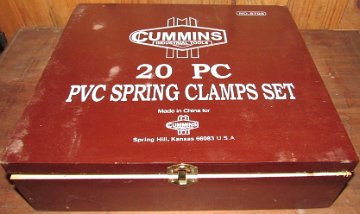 CUMMINS
INDUSTRIAL TOOLS
20 PC
PVC SPRING CLAMPS SET
Made in China for
CUMMINS
Spring Hill, Kansas 66083 U.S.A